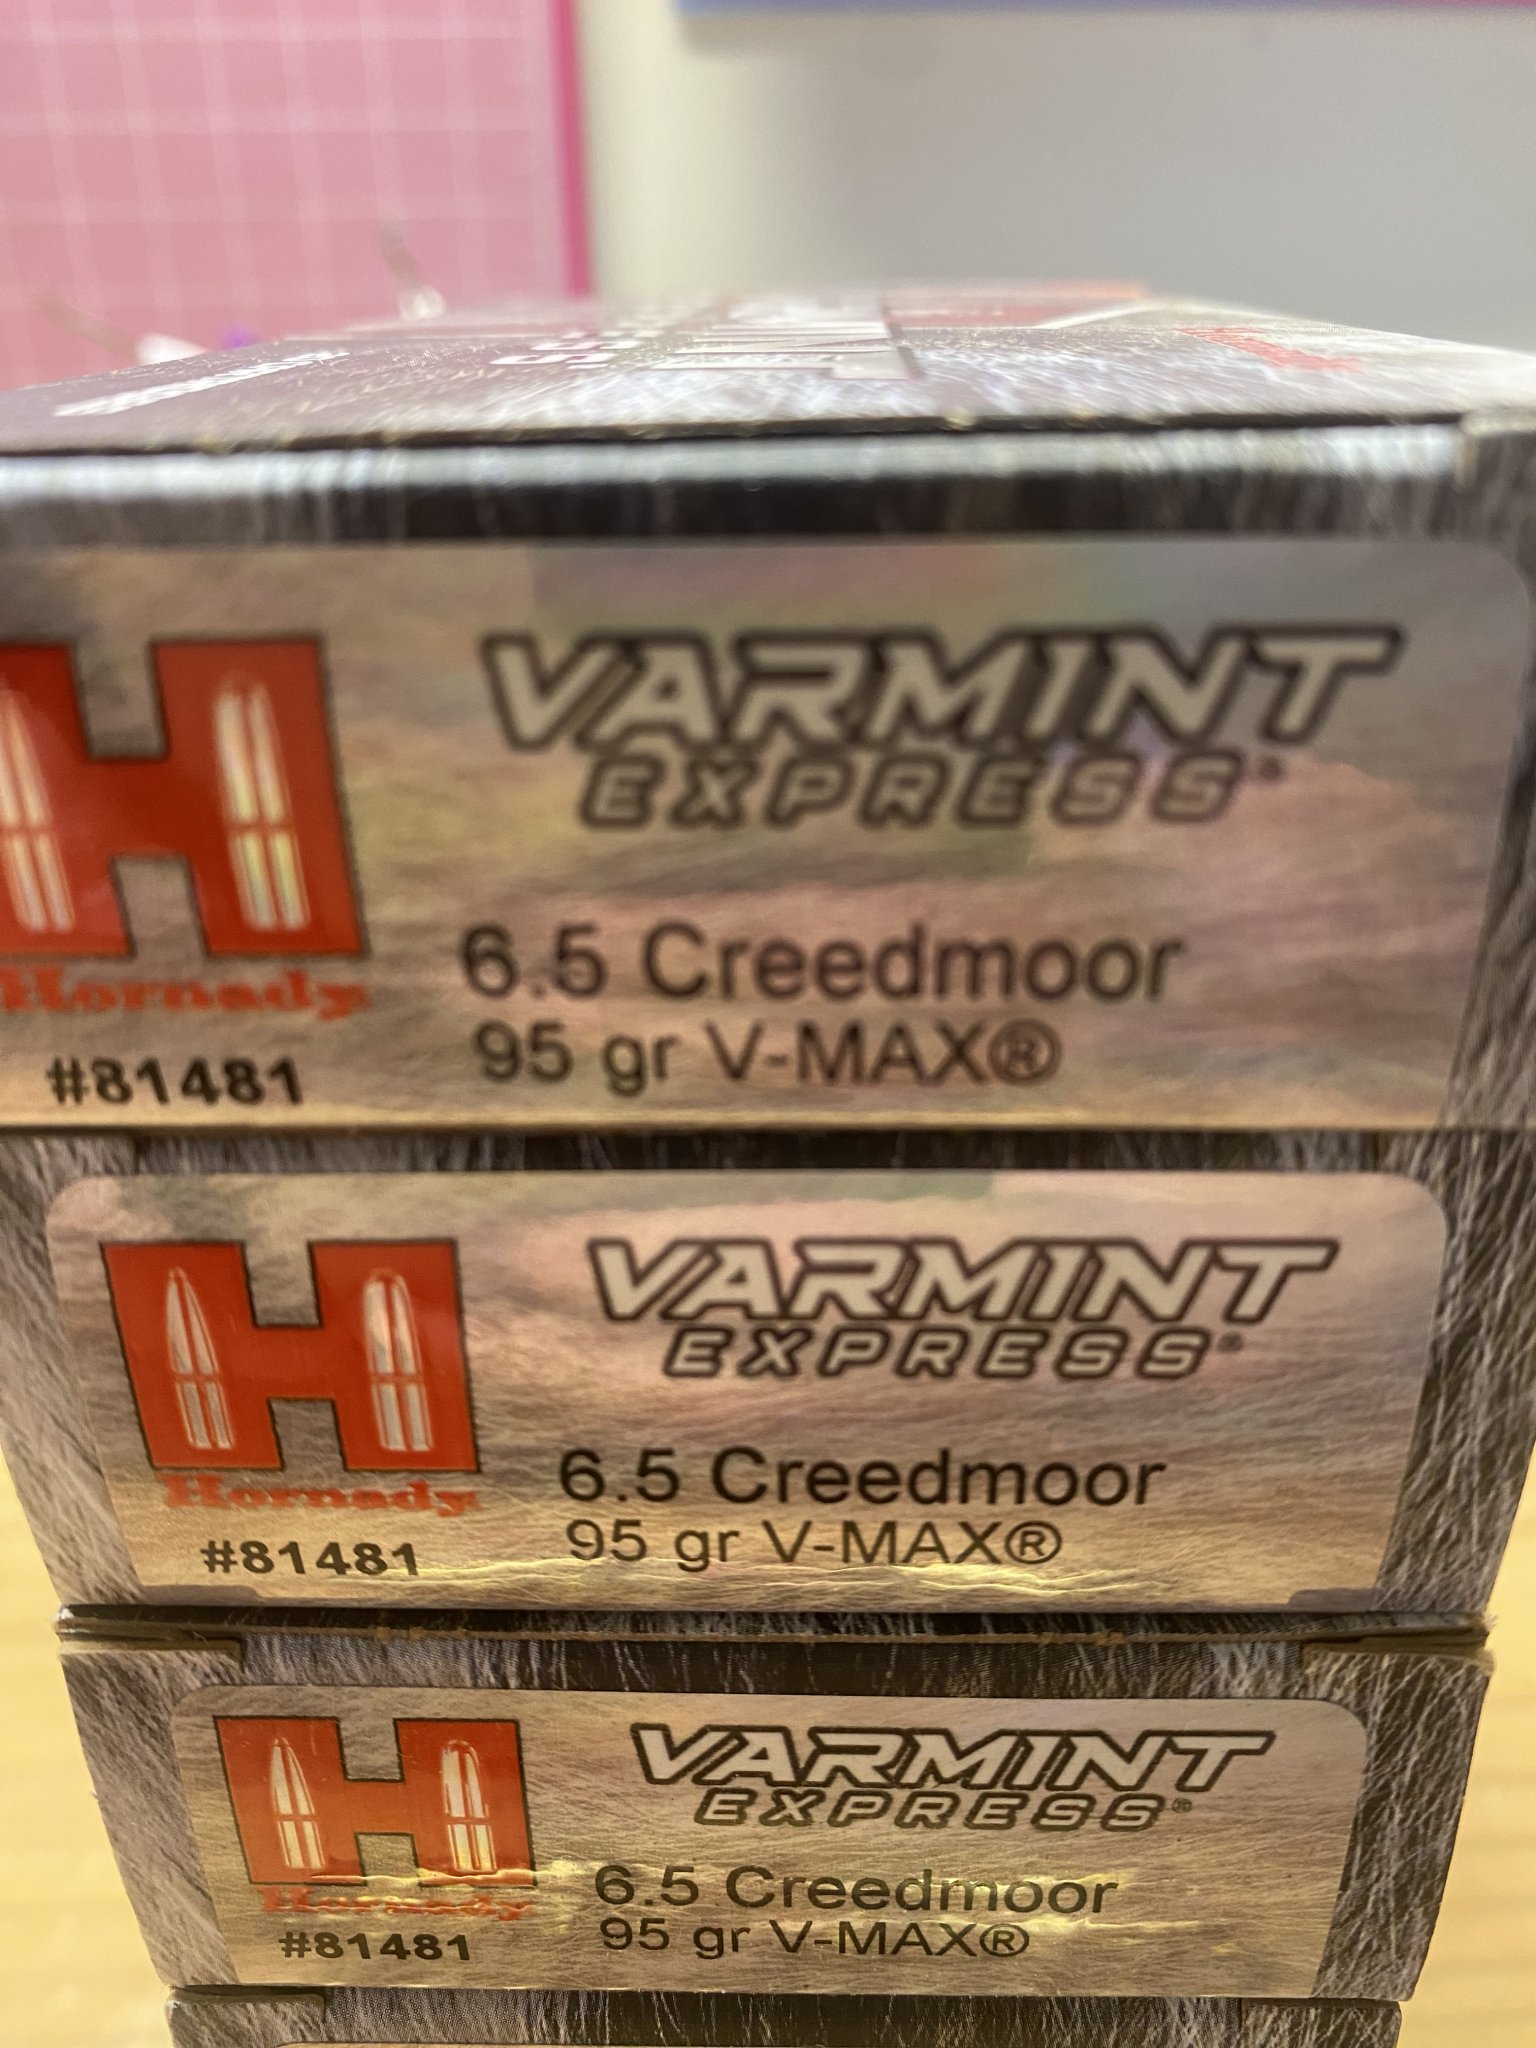 VARMINT
EXPRESS®
Hornady
6.5 Creedmoor
95 gr V-MAX®
#81481
VARMINT
EXPRESS®
Hornady
6.5 Creedmoor
95 gr V-MAX®
#81481
VARMINT
EXPRESS®
Hornady
6.5 Creedmoor
95 gr V-MAX®
#81481